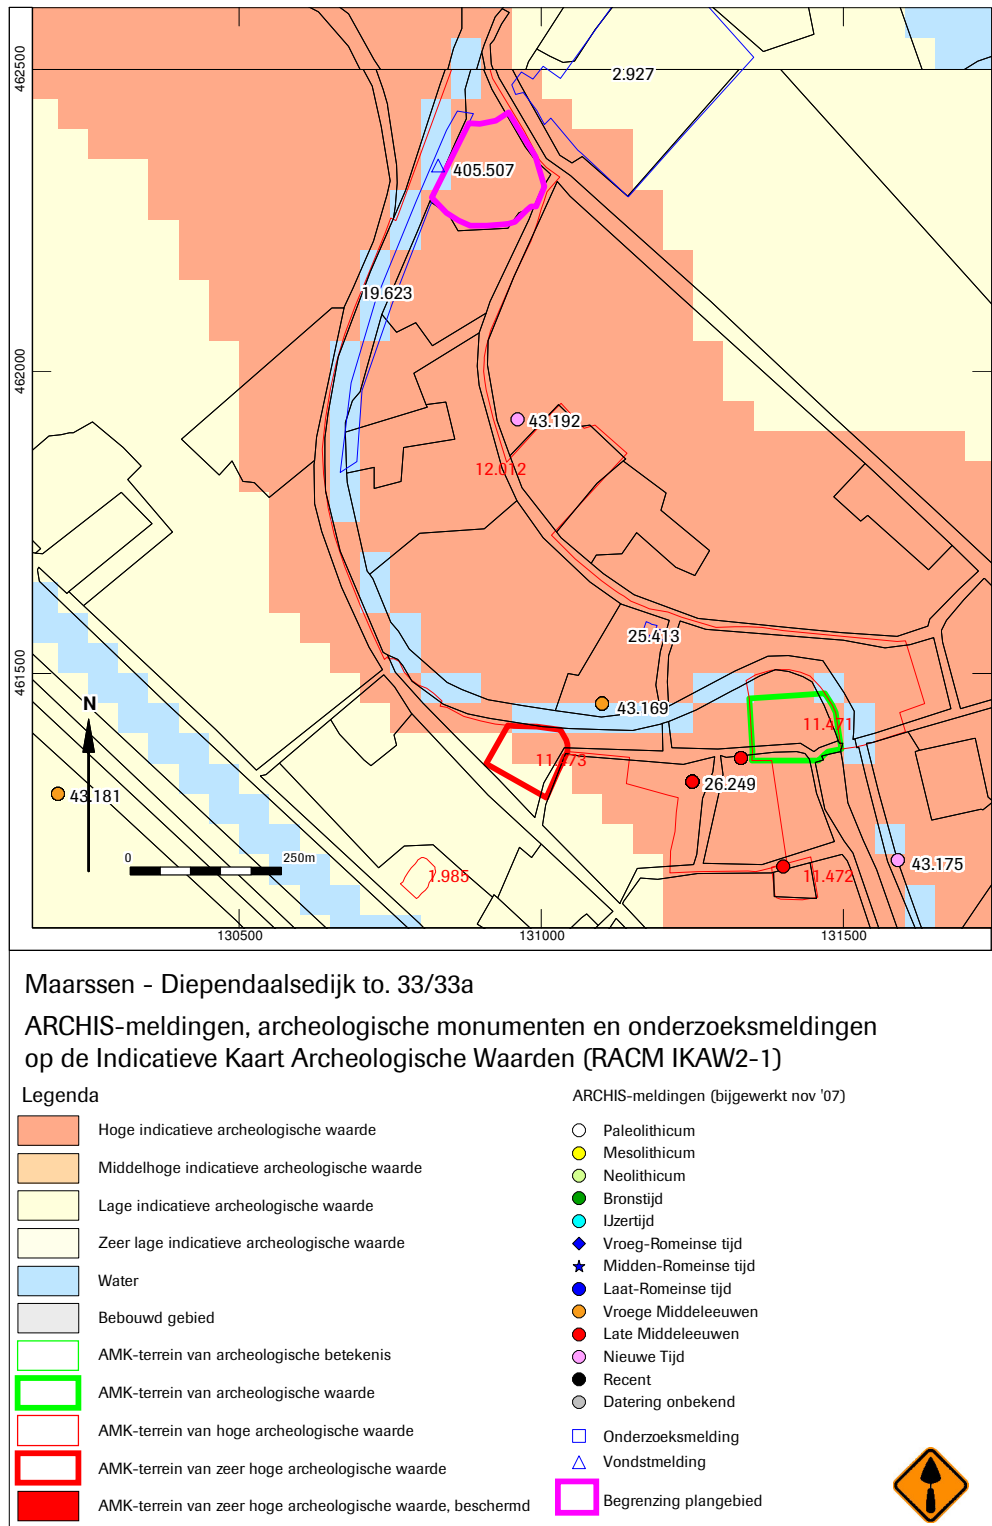 462500
2.927
405.507
19.623
462000
43.192
12.012
25.413
461500
43.169
11.471
N
11.473
26.249
43.181
0
250m
1.985
11.472
43.175
130500
131000
131500
Maarssen - Diependaalsedijk to. 33/33a
ARCHIS-meldingen, archeologische monumenten en onderzoeksmeldingen
op de Indicatieve Kaart Archeologische Waarden (RACM IKAW2-1)
Legenda
Hoge indicatieve archeologische waarde
Middelhoge indicatieve archeologische waarde
Lage indicatieve archeologische waarde
Zeer lage indicatieve archeologische waarde
Water
Bebouwd gebied
AMK-terrein van archeologische betekenis
AMK-terrein van archeologische waarde
AMK-terrein van hoge archeologische waarde
AMK-terrein van zeer hoge archeologische waarde
AMK-terrein van zeer hoge archeologische waarde, beschermd
ARCHIS-meldingen (bijgewerkt nov '07)
Paleolithicum
Mesolithicum
Neolithicum
Bronstijd
IJzertijd
Vroeg-Romeinse tijd
Midden-Romeinse tijd
Laat-Romeinse tijd
Vroege Middeleeuwen
Late Middeleeuwen
Nieuwe Tijd
Recent
Datering onbekend
Onderzoeksmelding
Vondstmelding
Begrenzing plangebied